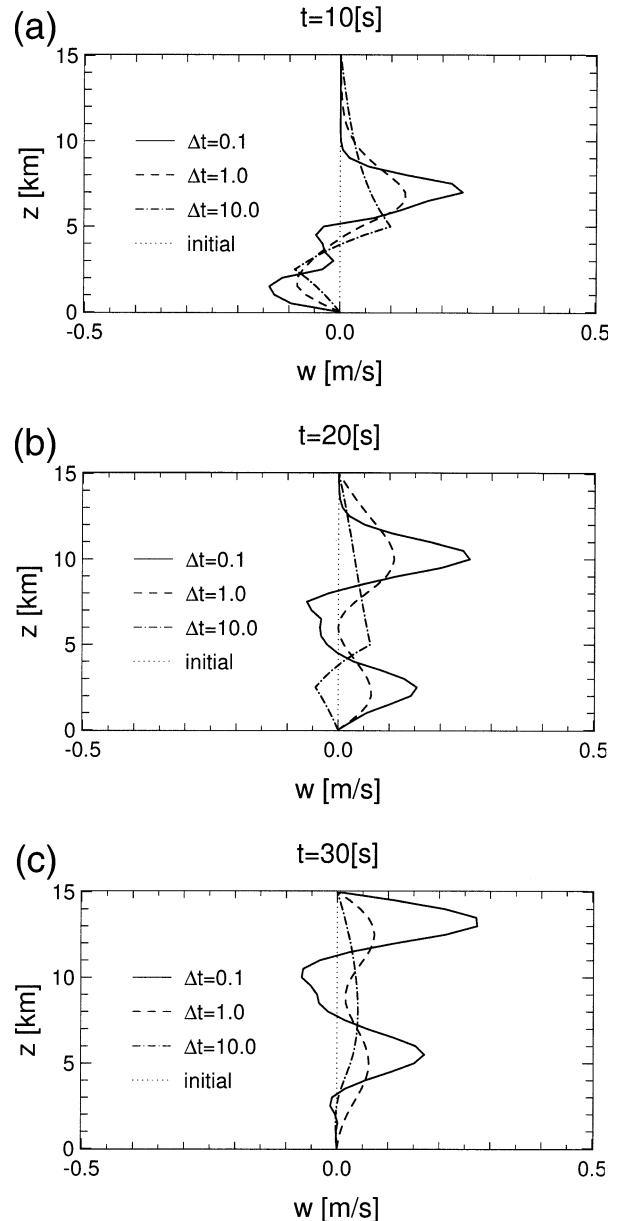 (a)
t=10[s]
15
10
5
0
z [km]
Δt=0.1
Δt=1.0
Δt=10.0
initial
-0.5
0.0
0.5
w [m/s]
(b)
t=20[s]
15
10
5
0
z [km]
Δt=0.1
Δt=1.0
Δt=10.0
initial
-0.5
0.0
0.5
w [m/s]
(c)
t=30[s]
15
10
5
0
z [km]
Δt=0.1
Δt=1.0
Δt=10.0
initial
-0.5
0.0
0.5
w [m/s]